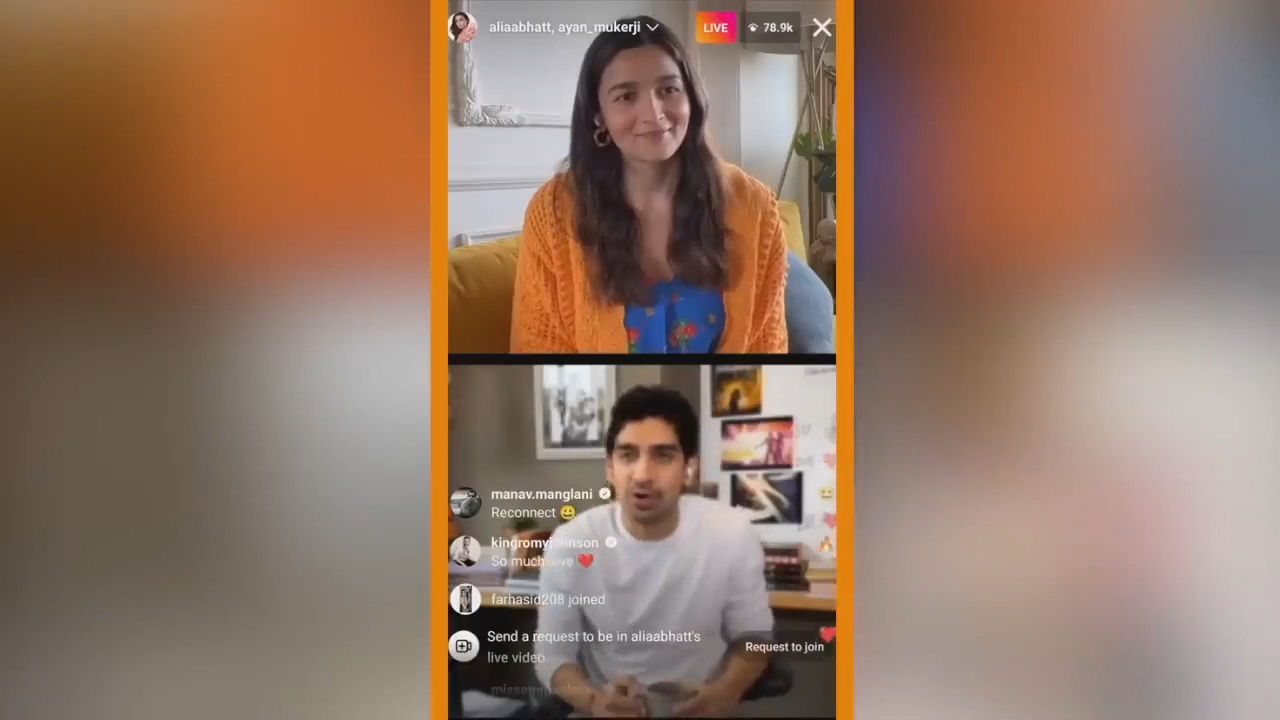 aliaabhatt, ayan_mukerji
LIVE
78.9k
manav.manglani
Reconnect 😀
kingromyjohnson
So much love ❤️
farhasid208 joined
Send a request to be in aliaabhatt's
live video
Request to join